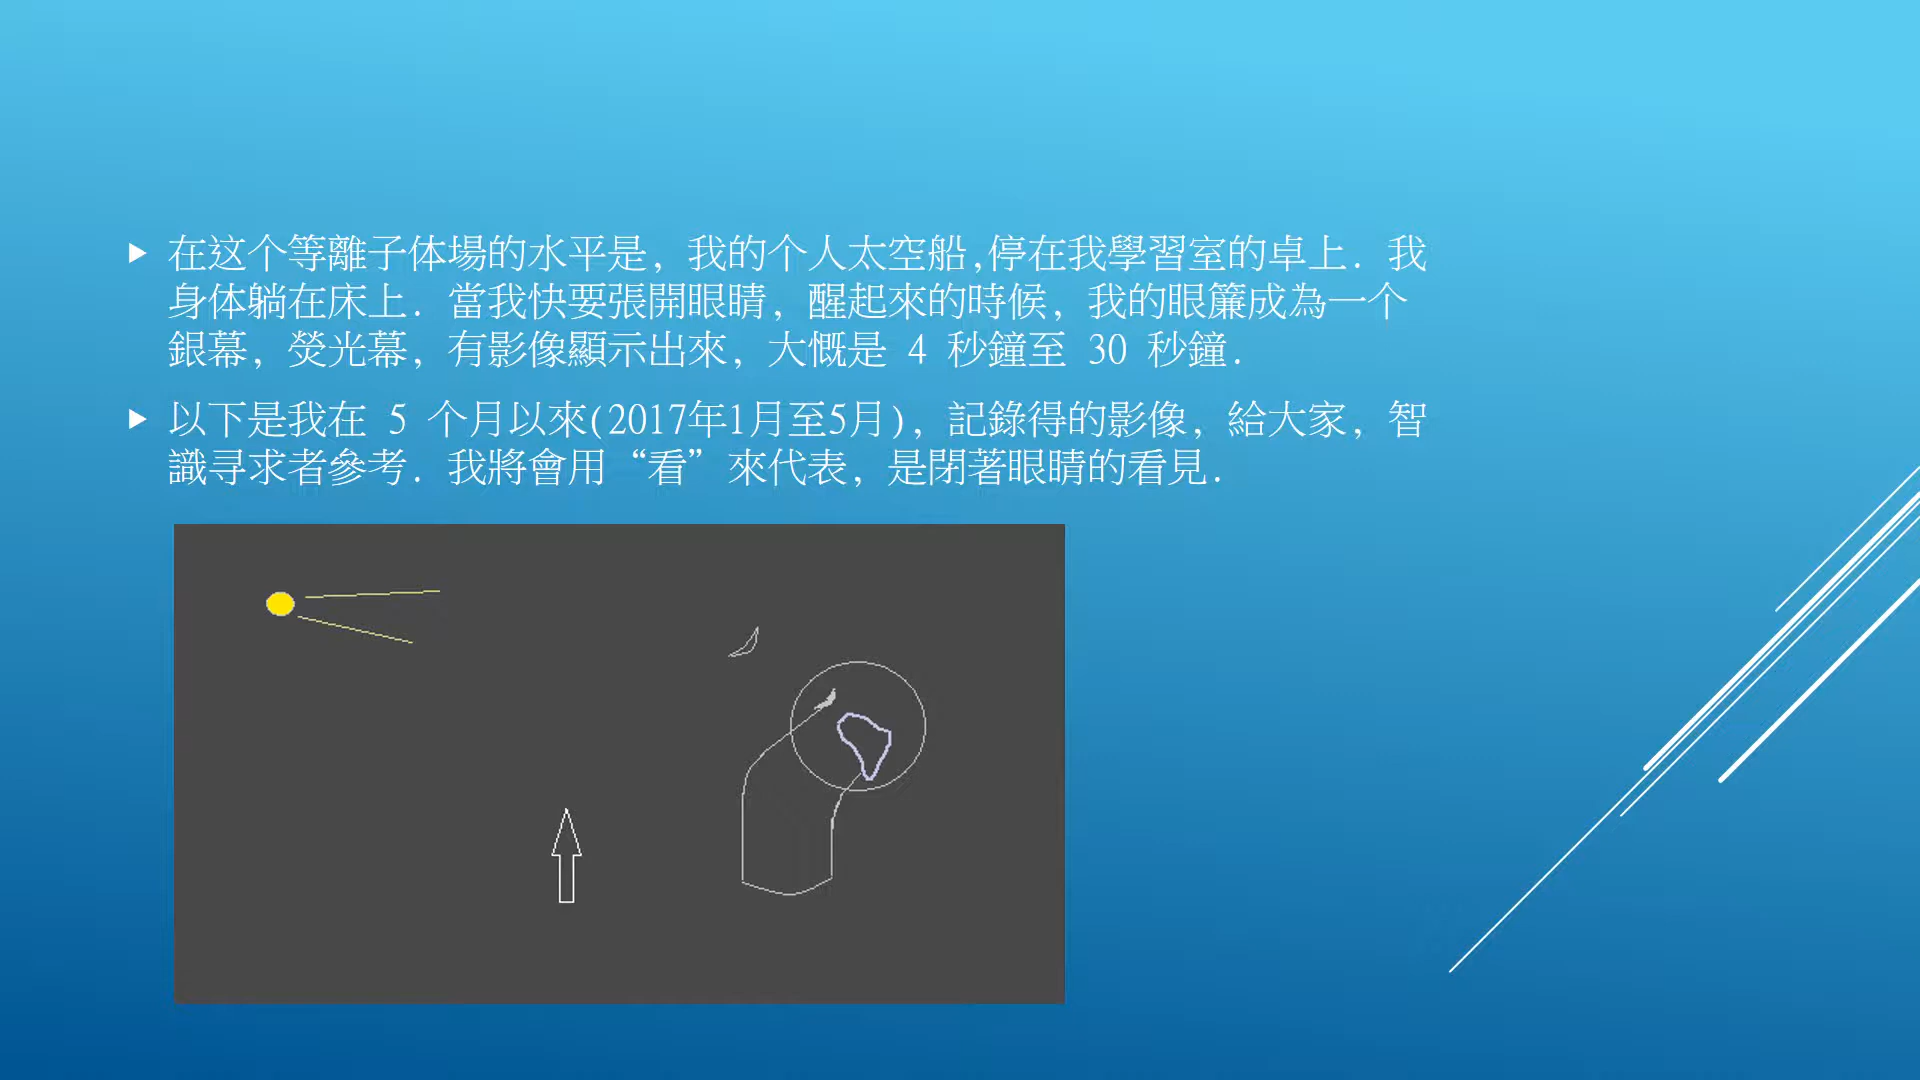 在这个等離子体場的水平是, 我的个人太空船,停在我學習室的卓上. 我
身体躺在床上. 當我快要張開眼睛, 醒起來的時候, 我的眼簾成為一个
銀幕, 熒光幕, 有影像顯示出來, 大慨是 4 秒鐘至 30 秒鐘.
以下是我在 5 个月以來(2017年1月至5月), 記錄得的影像, 給大家, 智
識寻求者參考. 我將會用 “看” 來代表, 是閉著眼睛的看見.